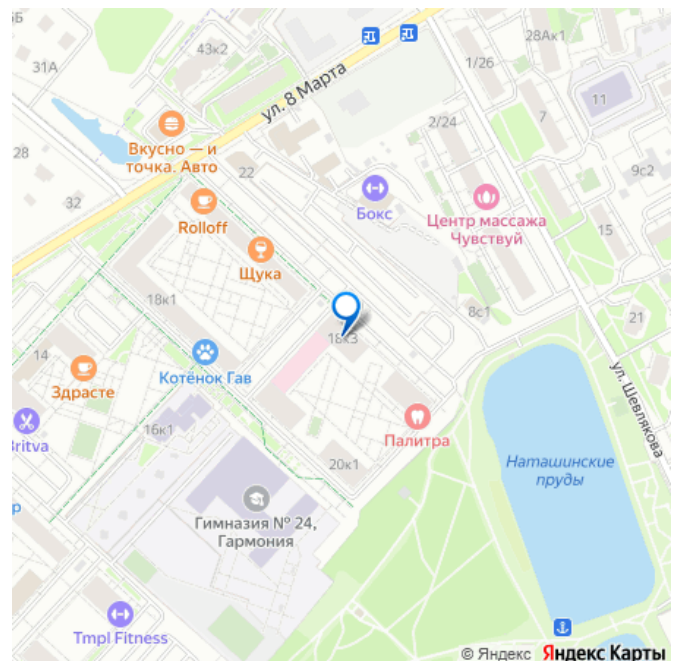 5Б
43к2
31А
ул. 8 Марта
28Ак1
1/26
7
11
2/24
9с2
Вкусно — и
точка. Авто
28
22
32
Rolloff
Бокс
Центр массажа
Чувствуй
15
Щука
18к1
8с1
21
18к3
14
Котёнок Гав
Здрасте
ул. Шевлякова
Britva
16к1
Палитра
20к1
Наташинские
пруды
р
Гимназия № 24,
Гармония
Tmpl Fitness
© Яндекс Яндекс Карты